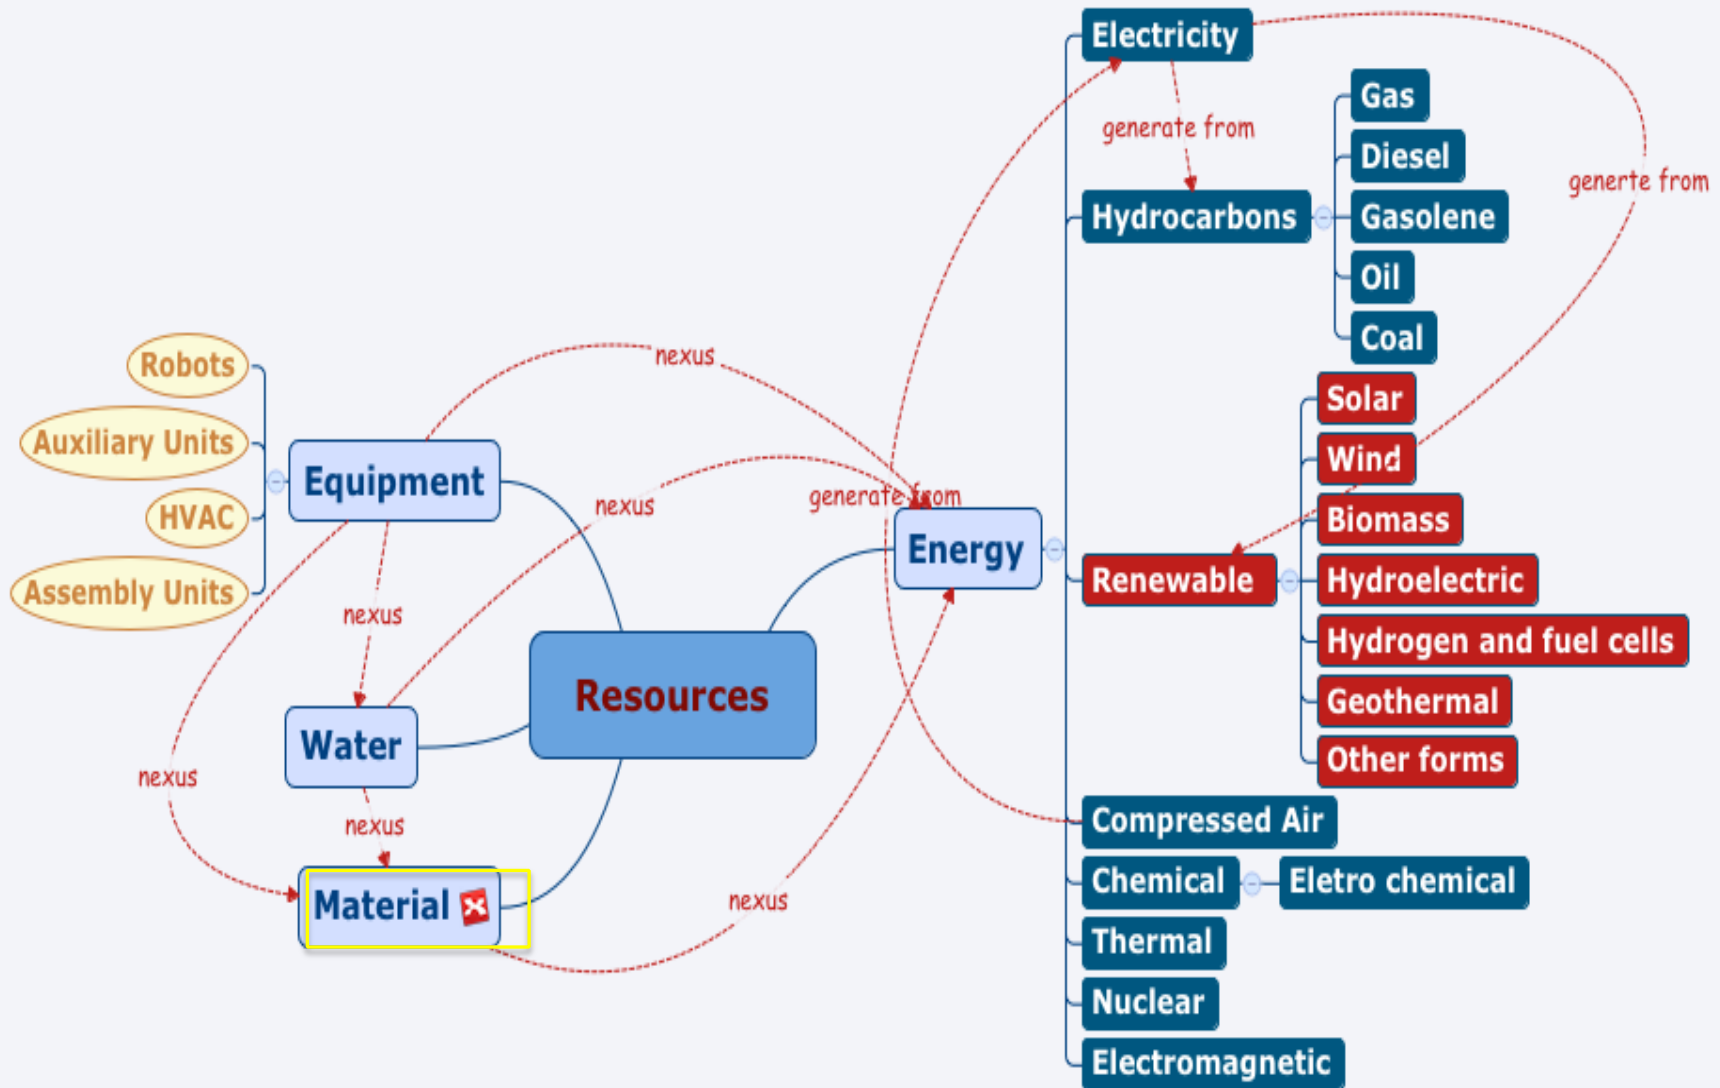 Electricity
generate from
Gas
Diesel
generte from
Hydrocarbons
Gasolene
Oil
Coal
nexus
Robots
Solar
Auxiliary Units
Wind
Equipment
nexus
generate from
HVAC
Biomass
Energy
Assembly Units
Renewable
Hydroelectric
nexus
Hydrogen and fuel cells
Resources
Geothermal
Water
Other forms
nexus
nexus
Compressed Air
Material
Chemical
Eletro chemical
nexus
Thermal
Nuclear
Electromagnetic